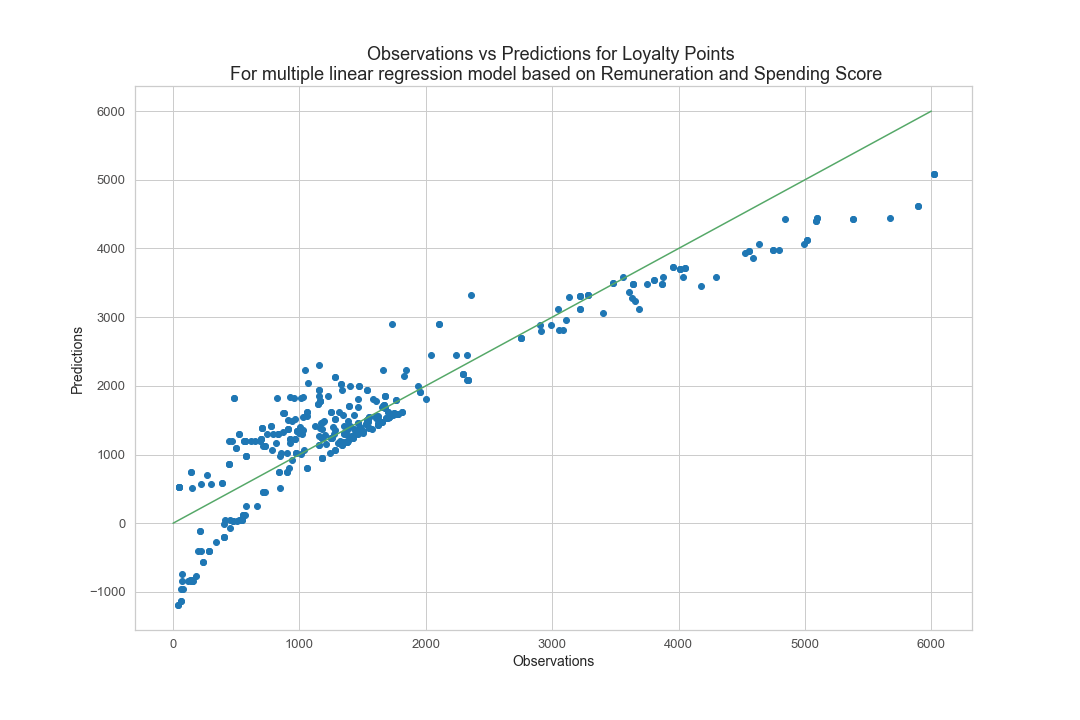 Observations vs Predictions for Loyalty Points
For multiple linear regression model based on Remuneration and Spending Score
6000
5000
4000
3000
2000
1000
0
−1000
Predictions
0 1000 2000 3000 4000 5000 6000
Observations